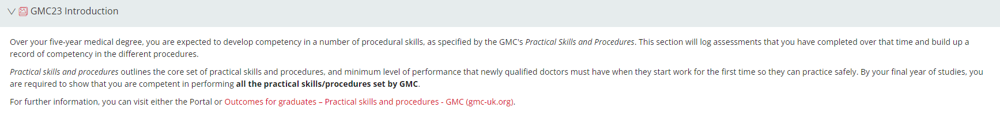 GMC23 Introduction
Over your five-year medical degree, you are expected to develop competency in a number of procedural skills, as specified by the GMC's Practical Skills and Procedures. This section will log assessments that you have completed over that time and build up a
record of competency in the different procedures.
Practical skills and procedures outlines the core set of practical skills and procedures, and minimum level of performance that newly qualified doctors must have when they start work for the first time so they can practice safely. By your final year of studies, you
are required to show that you are competent in performing all the practical skills/procedures set by GMC.
For further information, you can visit either the Portal or Outcomes for graduates – Practical skills and procedures - GMC (gmc-uk.org).